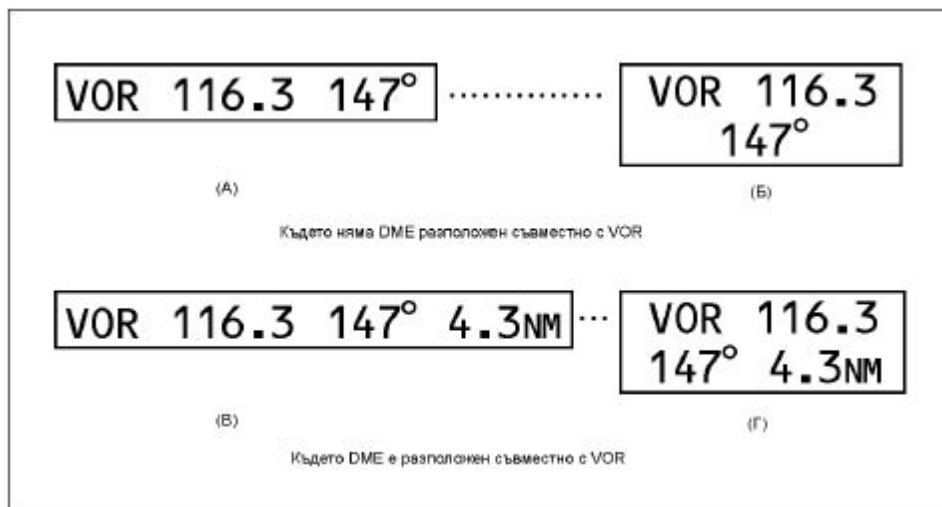 VOR 116.3 147° .............. VOR 116.3
147°
(А)
(Б)
Където няма DME разположен съвместно с VOR
VOR 116.3 147° 4.3NM ... VOR 116.3
147° 4.3NM
(В)
(Г)
Където DME е разположен съвместно с VOR